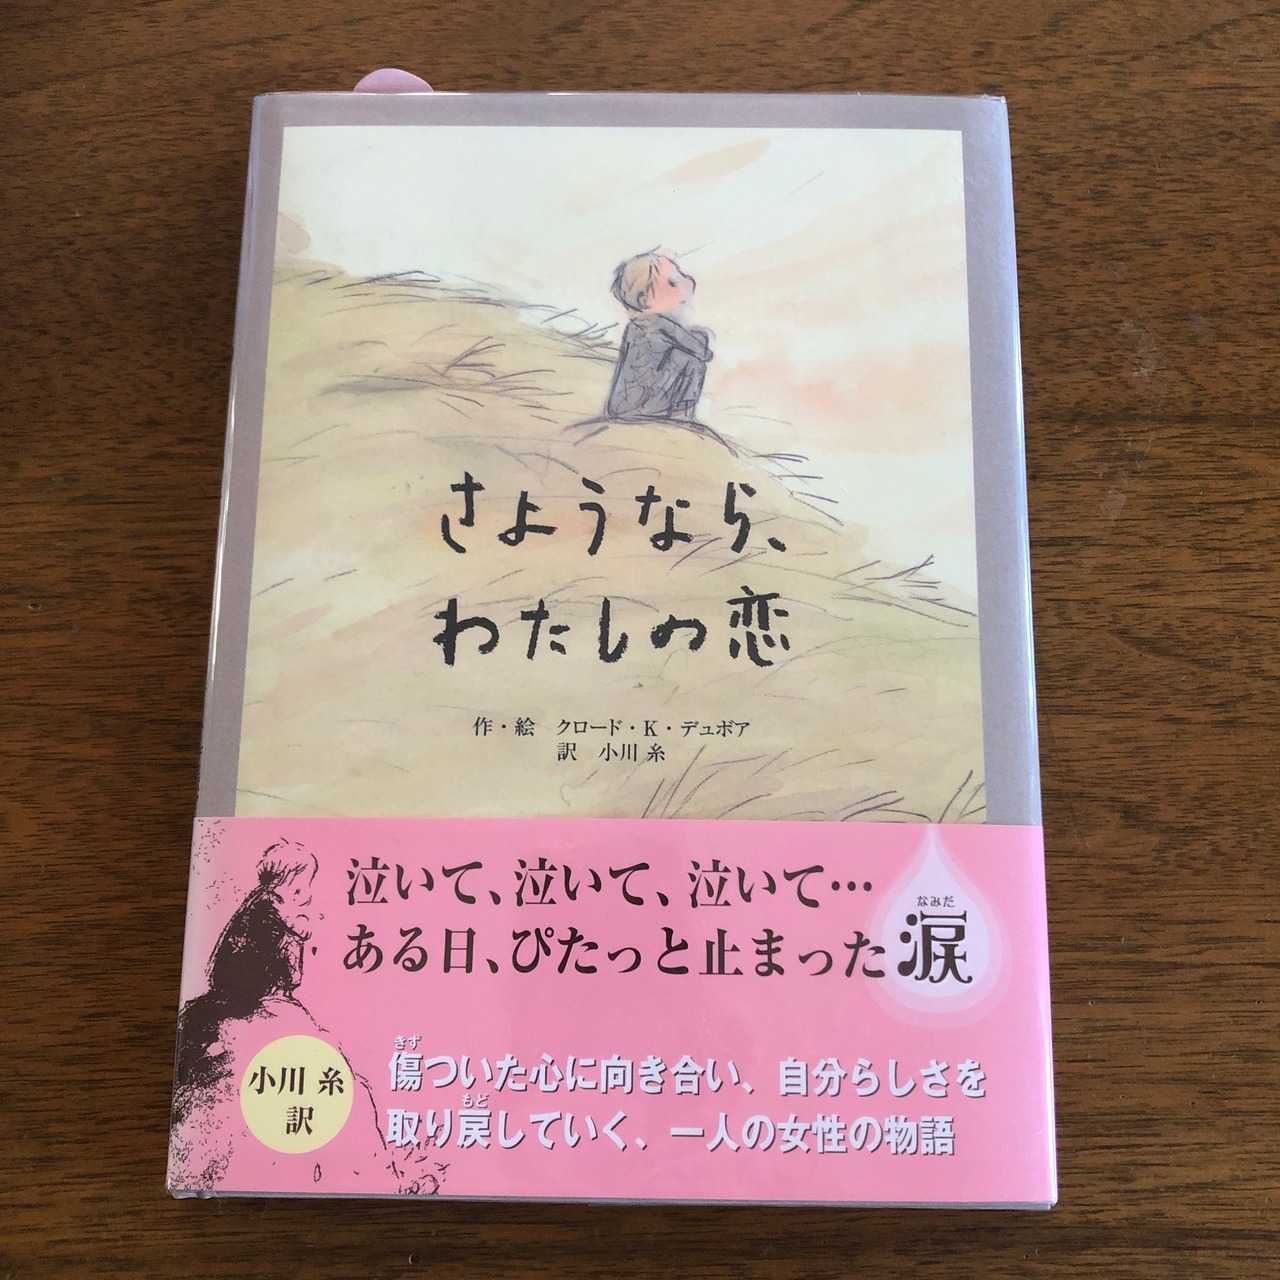 さようなら、
わたしの恋
作・絵　クロード・K・デュボア
訳　小川 糸
泣いて、泣いて、泣いて…
ある日、ぴたっと止まった涙
なみだ
小川 糸
訳
きず
傷ついた心に向き合い、自分らしさを
もど
取り戻していく、一人の女性の物語